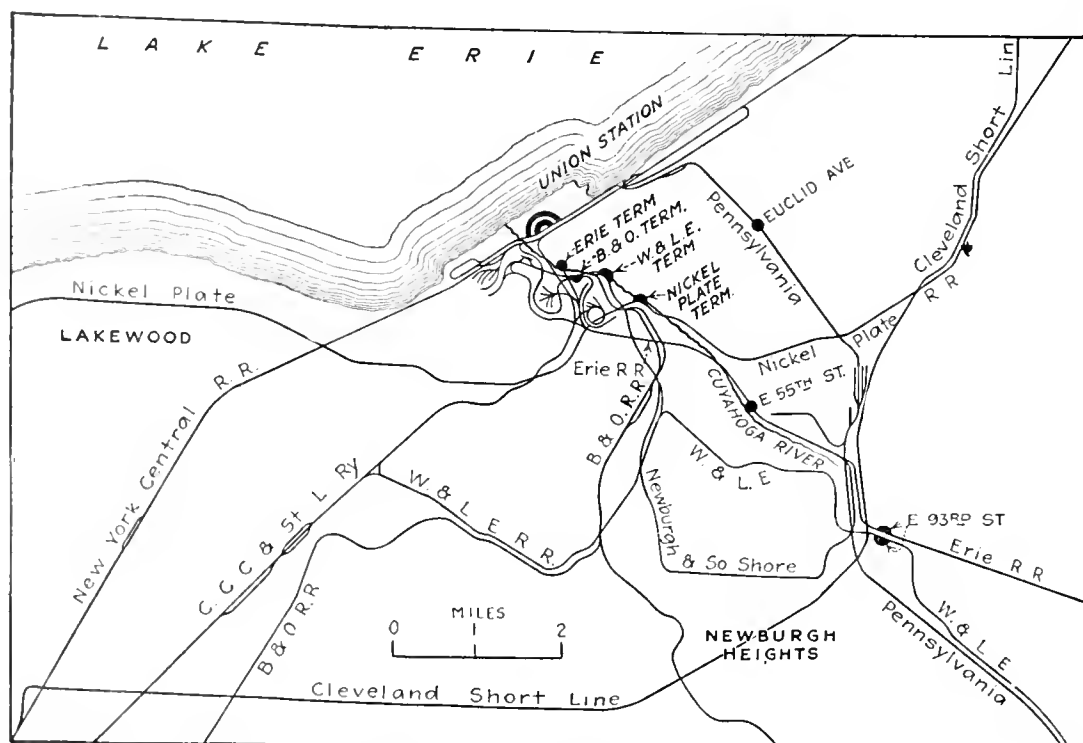 LAKE ERIE
UNION STATION
Cleveland Short Lin
ERIE TERM
B. & O. TERM.
W. & L. E. TERM
NICKEL PLATE TERM.
EUCLID AVE
Pennsylvania
Nickel Plate
LAKEWOOD
Nickel Plate R R
Erie R R
E 55TH ST.
CUYAHOGA RIVER
New York Central R. R.
B & O. R R
W. & L. E
C. C C & St L Ry
W. & L E R R.
Newburgh & So Shore
E 93RD ST
Erie R R
B & O R. R
MILES
0 1 2
NEWBURGH HEIGHTS
W. & L E
Pennsylvania
Cleveland Short Line